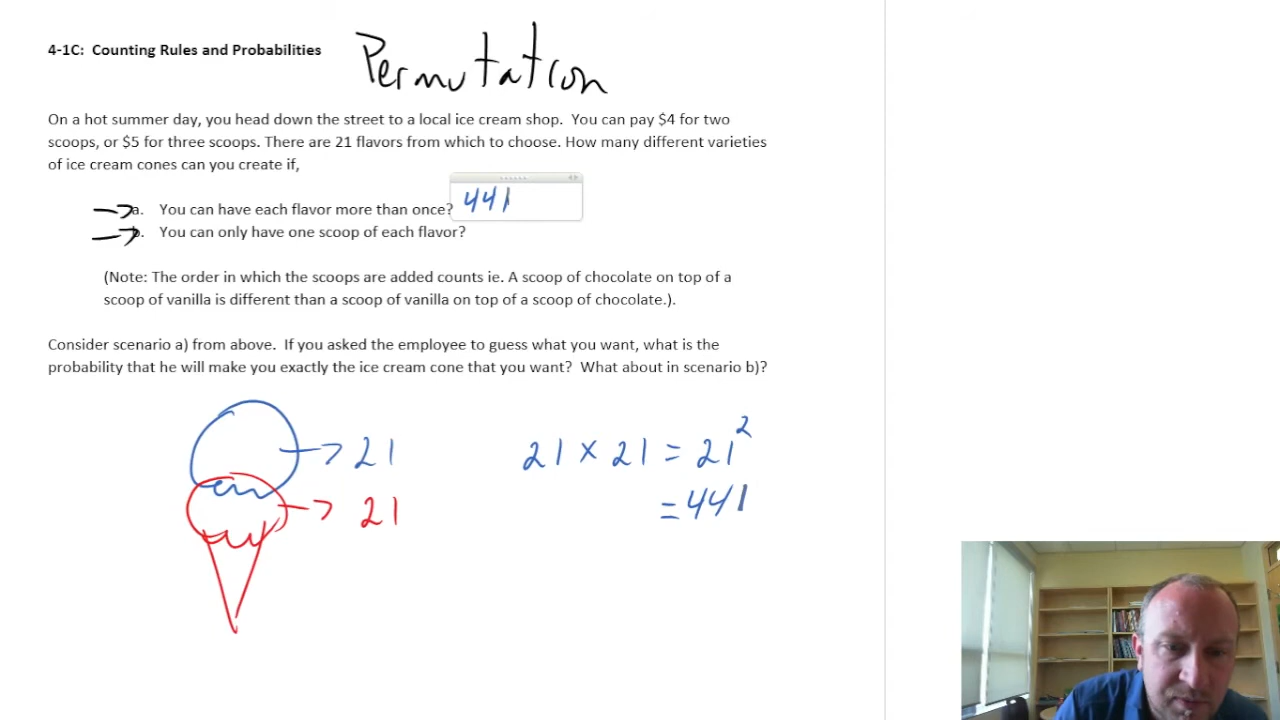 4-1C: Counting Rules and Probabilities
Permutation
On a hot summer day, you head down the street to a local ice cream shop. You can pay $4 for two
scoops, or $5 for three scoops. There are 21 flavors from which to choose. How many different varieties
of ice cream cones can you create if,
a. You can have each flavor more than once? 441
b. You can only have one scoop of each flavor?
(Note: The order in which the scoops are added counts ie. A scoop of chocolate on top of a
scoop of vanilla is different than a scoop of vanilla on top of a scoop of chocolate.).
Consider scenario a) from above. If you asked the employee to guess what you want, what is the
probability that he will make you exactly the ice cream cone that you want? What about in scenario b)?
21
21 × 21 = 21²
21
= 441